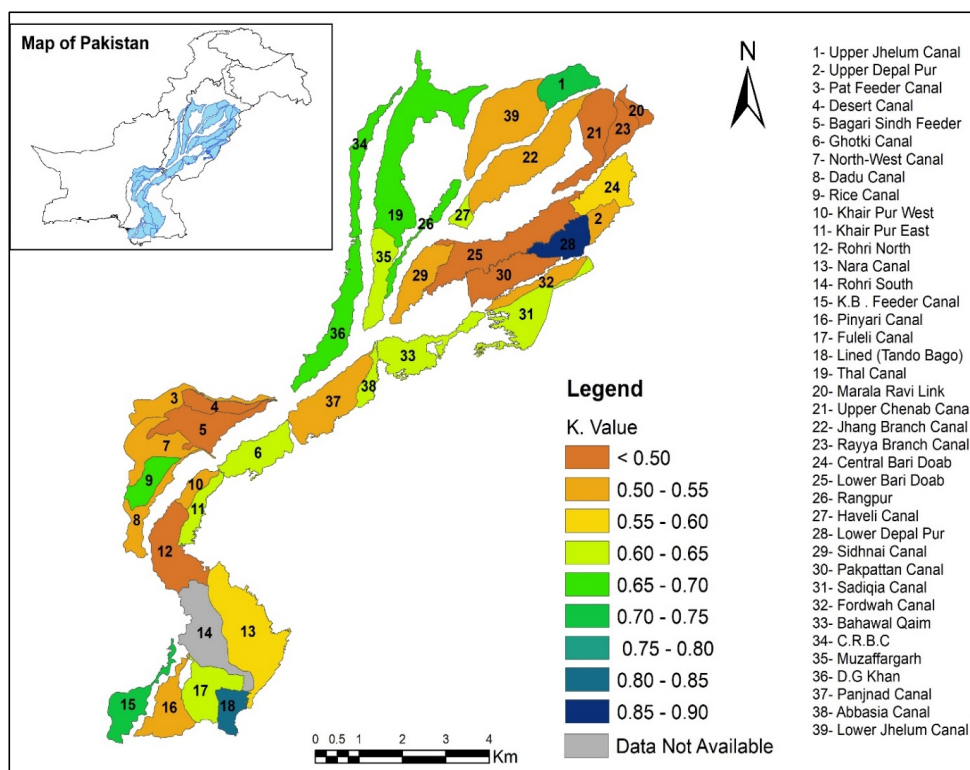 Map of Pakistan
N
1- Upper Jhelum Canal
2- Upper Depal Pur
3- Pat Feeder Canal
4- Desert Canal
5- Bagari Sindh Feeder
6- Ghotki Canal
7- North-West Canal
8- Dadu Canal
9- Rice Canal
10- Khair Pur West
11- Khair Pur East
12- Rohri North
13- Nara Canal
14- Rohri South
15- K.B . Feeder Canal
16- Pinyari Canal
17- Fuleli Canal
18- Lined (Tando Bago)
19- Thal Canal
20- Marala Ravi Link
21- Upper Chenab Cana
22- Jhang Branch Canal
23- Rayya Branch Canal
24- Central Bari Doab
25- Lower Bari Doab
26- Rangpur
27- Haveli Canal
28- Lower Depal Pur
29- Sidhnai Canal
30- Pakpattan Canal
31- Sadiqia Canal
32- Fordwah Canal
33- Bahawal Qaim
34- C.R.B.C
35- Muzaffargarh
36- D.G Khan
37- Panjnad Canal
38- Abbasia Canal
39- Lower Jhelum Canal
1
39
20
34
21
23
22
24
19
27
26
2
28
35
25
29
30
32
31
36
33
38
37
3
4
5
7
6
9
10
11
8
12
14
13
17
15
16
18
Legend
K. Value
< 0.50
0.50 - 0.55
0.55 - 0.60
0.60 - 0.65
0.65 - 0.70
0.70 - 0.75
0.75 - 0.80
0.80 - 0.85
0.85 - 0.90
Data Not Available
0 0.5 1 2 3 4
Km